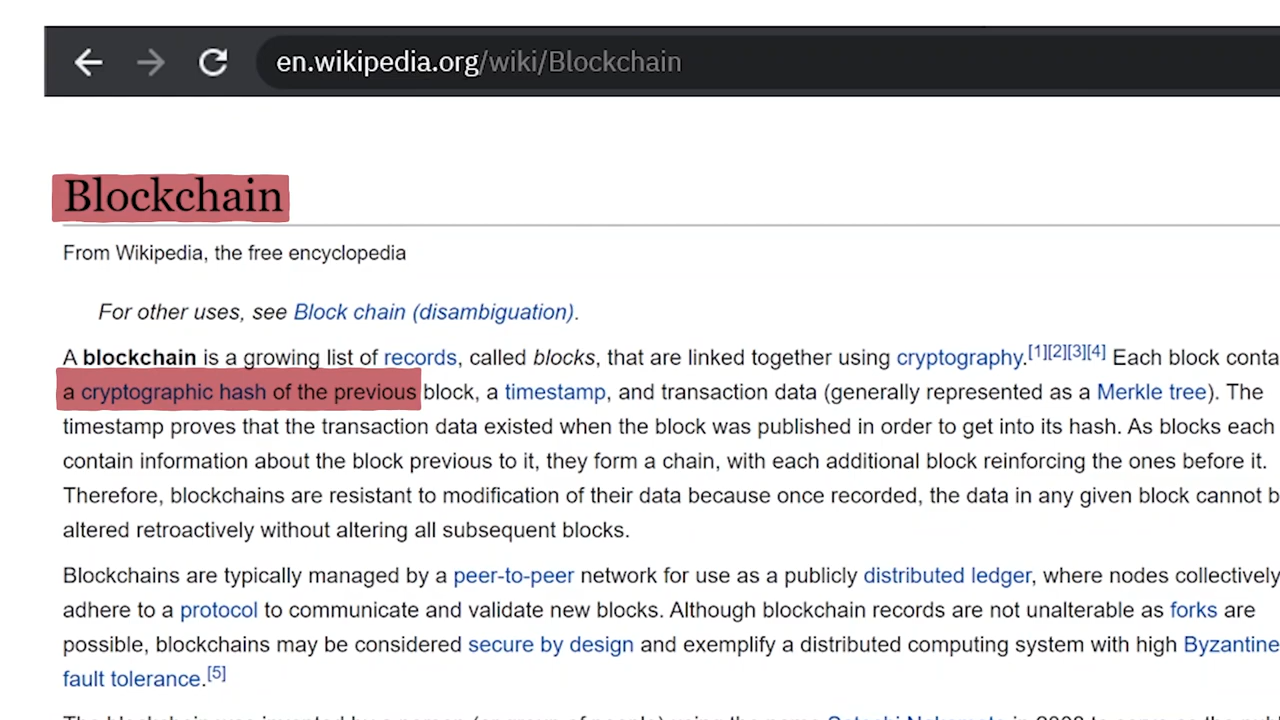 en.wikipedia.org/wiki/Blockchain
Blockchain
From Wikipedia, the free encyclopedia
For other uses, see Block chain (disambiguation).
A blockchain is a growing list of records, called blocks, that are linked together using cryptography.[1][2][3][4] Each block conta
a cryptographic hash of the previous block, a timestamp, and transaction data (generally represented as a Merkle tree). The
timestamp proves that the transaction data existed when the block was published in order to get into its hash. As blocks each
contain information about the block previous to it, they form a chain, with each additional block reinforcing the ones before it.
Therefore, blockchains are resistant to modification of their data because once recorded, the data in any given block cannot b
altered retroactively without altering all subsequent blocks.
Blockchains are typically managed by a peer-to-peer network for use as a publicly distributed ledger, where nodes collectively
adhere to a protocol to communicate and validate new blocks. Although blockchain records are not unalterable as forks are
possible, blockchains may be considered secure by design and exemplify a distributed computing system with high Byzantine
fault tolerance.[5]